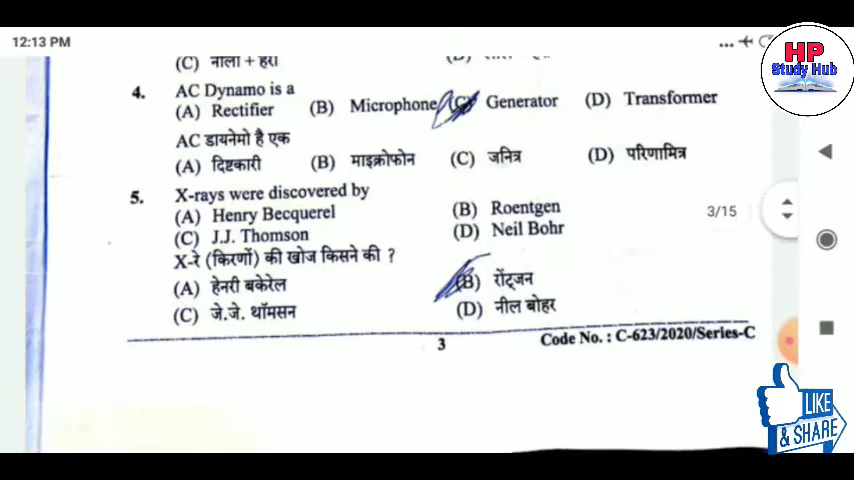 12:13 PM
HP
Study Hub
(C) नीला + हरा
4. AC Dynamo is a
(A) Rectifier (B) Microphone (C) Generator (D) Transformer
AC डायनेमो है एक
(A) दिष्टकारी (B) माइक्रोफोन (C) जनित्र (D) परिणामित्र
5. X-rays were discovered by
(A) Henry Becquerel (B) Roentgen
3/15
(C) J.J. Thomson (D) Neil Bohr
X-रे (किरणों) की खोज किसने की ?
(A) हेनरी बकेरेल (B) रोंट्जन
(C) जे.जे. थॉमसन (D) नील बोहर
3 Code No. : C-623/2020/Series-C
LIKE
& SHARE